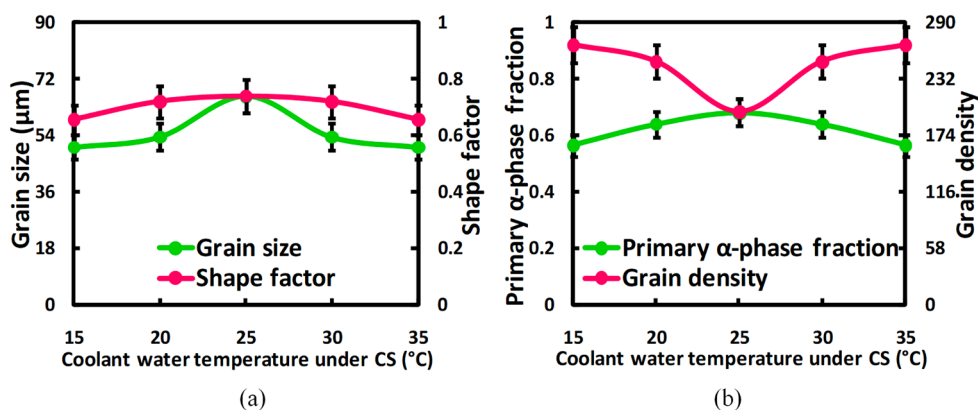 90
72
54
36
18
0
Grain size (µm)
1
0.8
0.6
0.4
0.2
0
Shape factor
Grain size
Shape factor
15 20 25 30 35
Coolant water temperature under CS (°C)
(a)
1
0.8
0.6
0.4
0.2
0
Primary α-phase fraction
290
232
174
116
58
0
Grain density
Primary α-phase fraction
Grain density
15 20 25 30 35
Coolant water temperature under CS (°C)
(b)